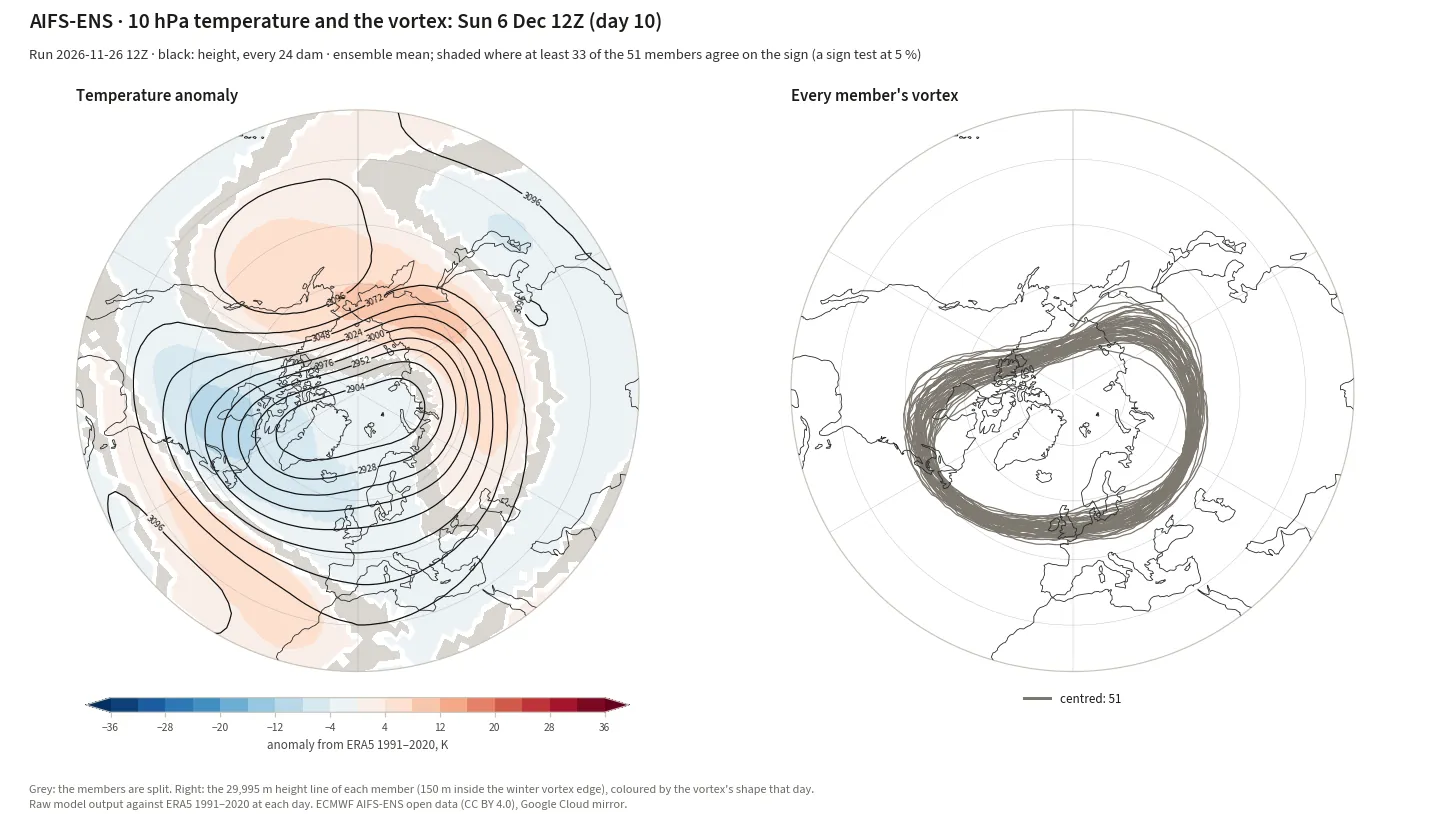 AIFS-ENS · 10 hPa temperature and the vortex: Sun 6 Dec 12Z (day 10)
Run 2026-11-26 12Z · black: height, every 24 dam · ensemble mean; shaded where at least 33 of the 51 members agree on the sign (a sign test at 5 %)
Temperature anomaly
Every member's vortex
3096
3096
3072
3096
3048
3024
3000
2976
2952
2904
2928
3096
centred: 51
−36
−28
−20
−12
−4
4
12
20
28
36
anomaly from ERA5 1991–2020, K
Grey: the members are split. Right: the 29,995 m height line of each member (150 m inside the winter vortex edge), coloured by the vortex's shape that day.
Raw model output against ERA5 1991–2020 at each day. ECMWF AIFS-ENS open data (CC BY 4.0), Google Cloud mirror.